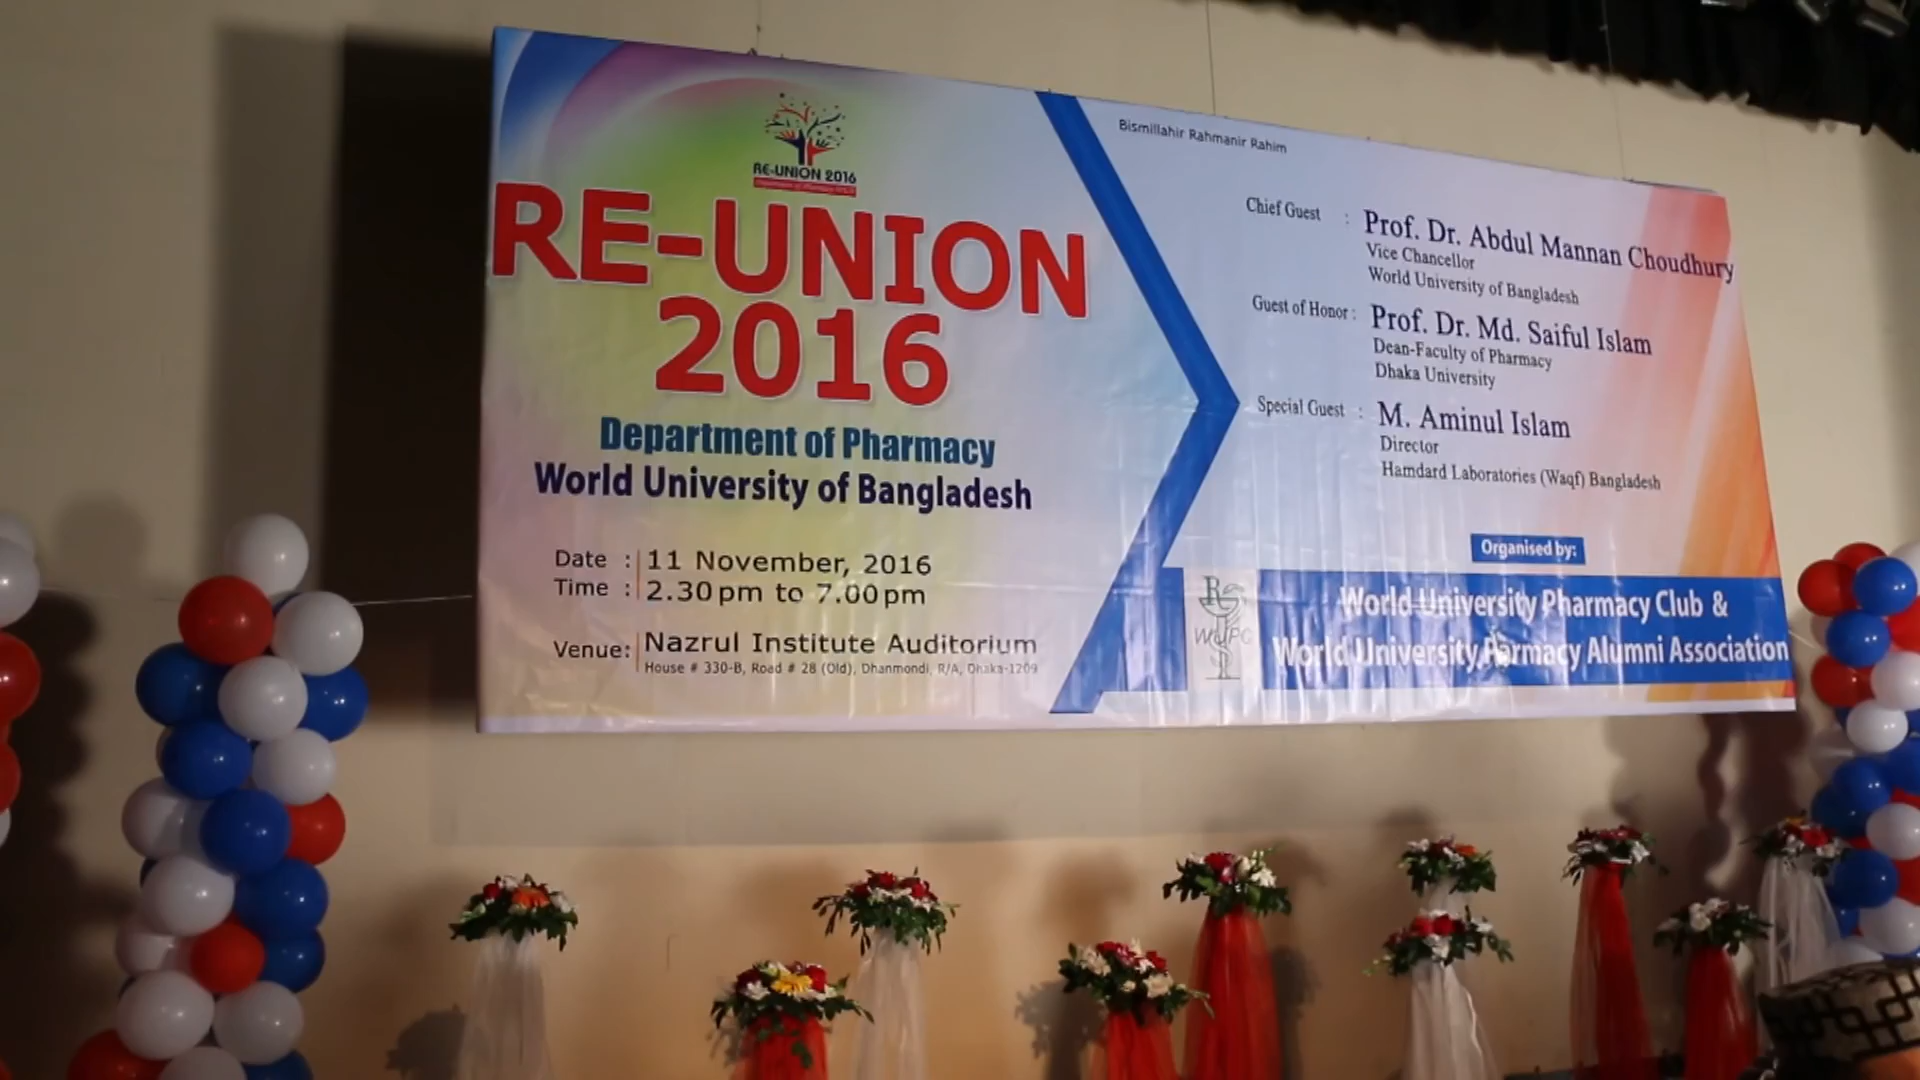 RE-UNION 2016
RE-UNION
2016
Department of Pharmacy
World University of Bangladesh
Date : 11 November, 2016
Time : 2.30 pm to 7.00 pm
Venue: Nazrul Institute Auditorium
House # 330-B, Road # 28 (Old), Dhanmondi, R/A, Dhaka-1209
Bismillahir Rahmanir Rahim
Chief Guest : Prof. Dr. Abdul Mannan Choudhury
Vice Chancellor
World University of Bangladesh
Guest of Honor : Prof. Dr. Md. Saiful Islam
Dean-Faculty of Pharmacy
Dhaka University
Special Guest : M. Aminul Islam
Director
Hamdard Laboratories (Waqf) Bangladesh
Organised by:
WUPC
World University Pharmacy Club &
World University Parmacy Alumni Association